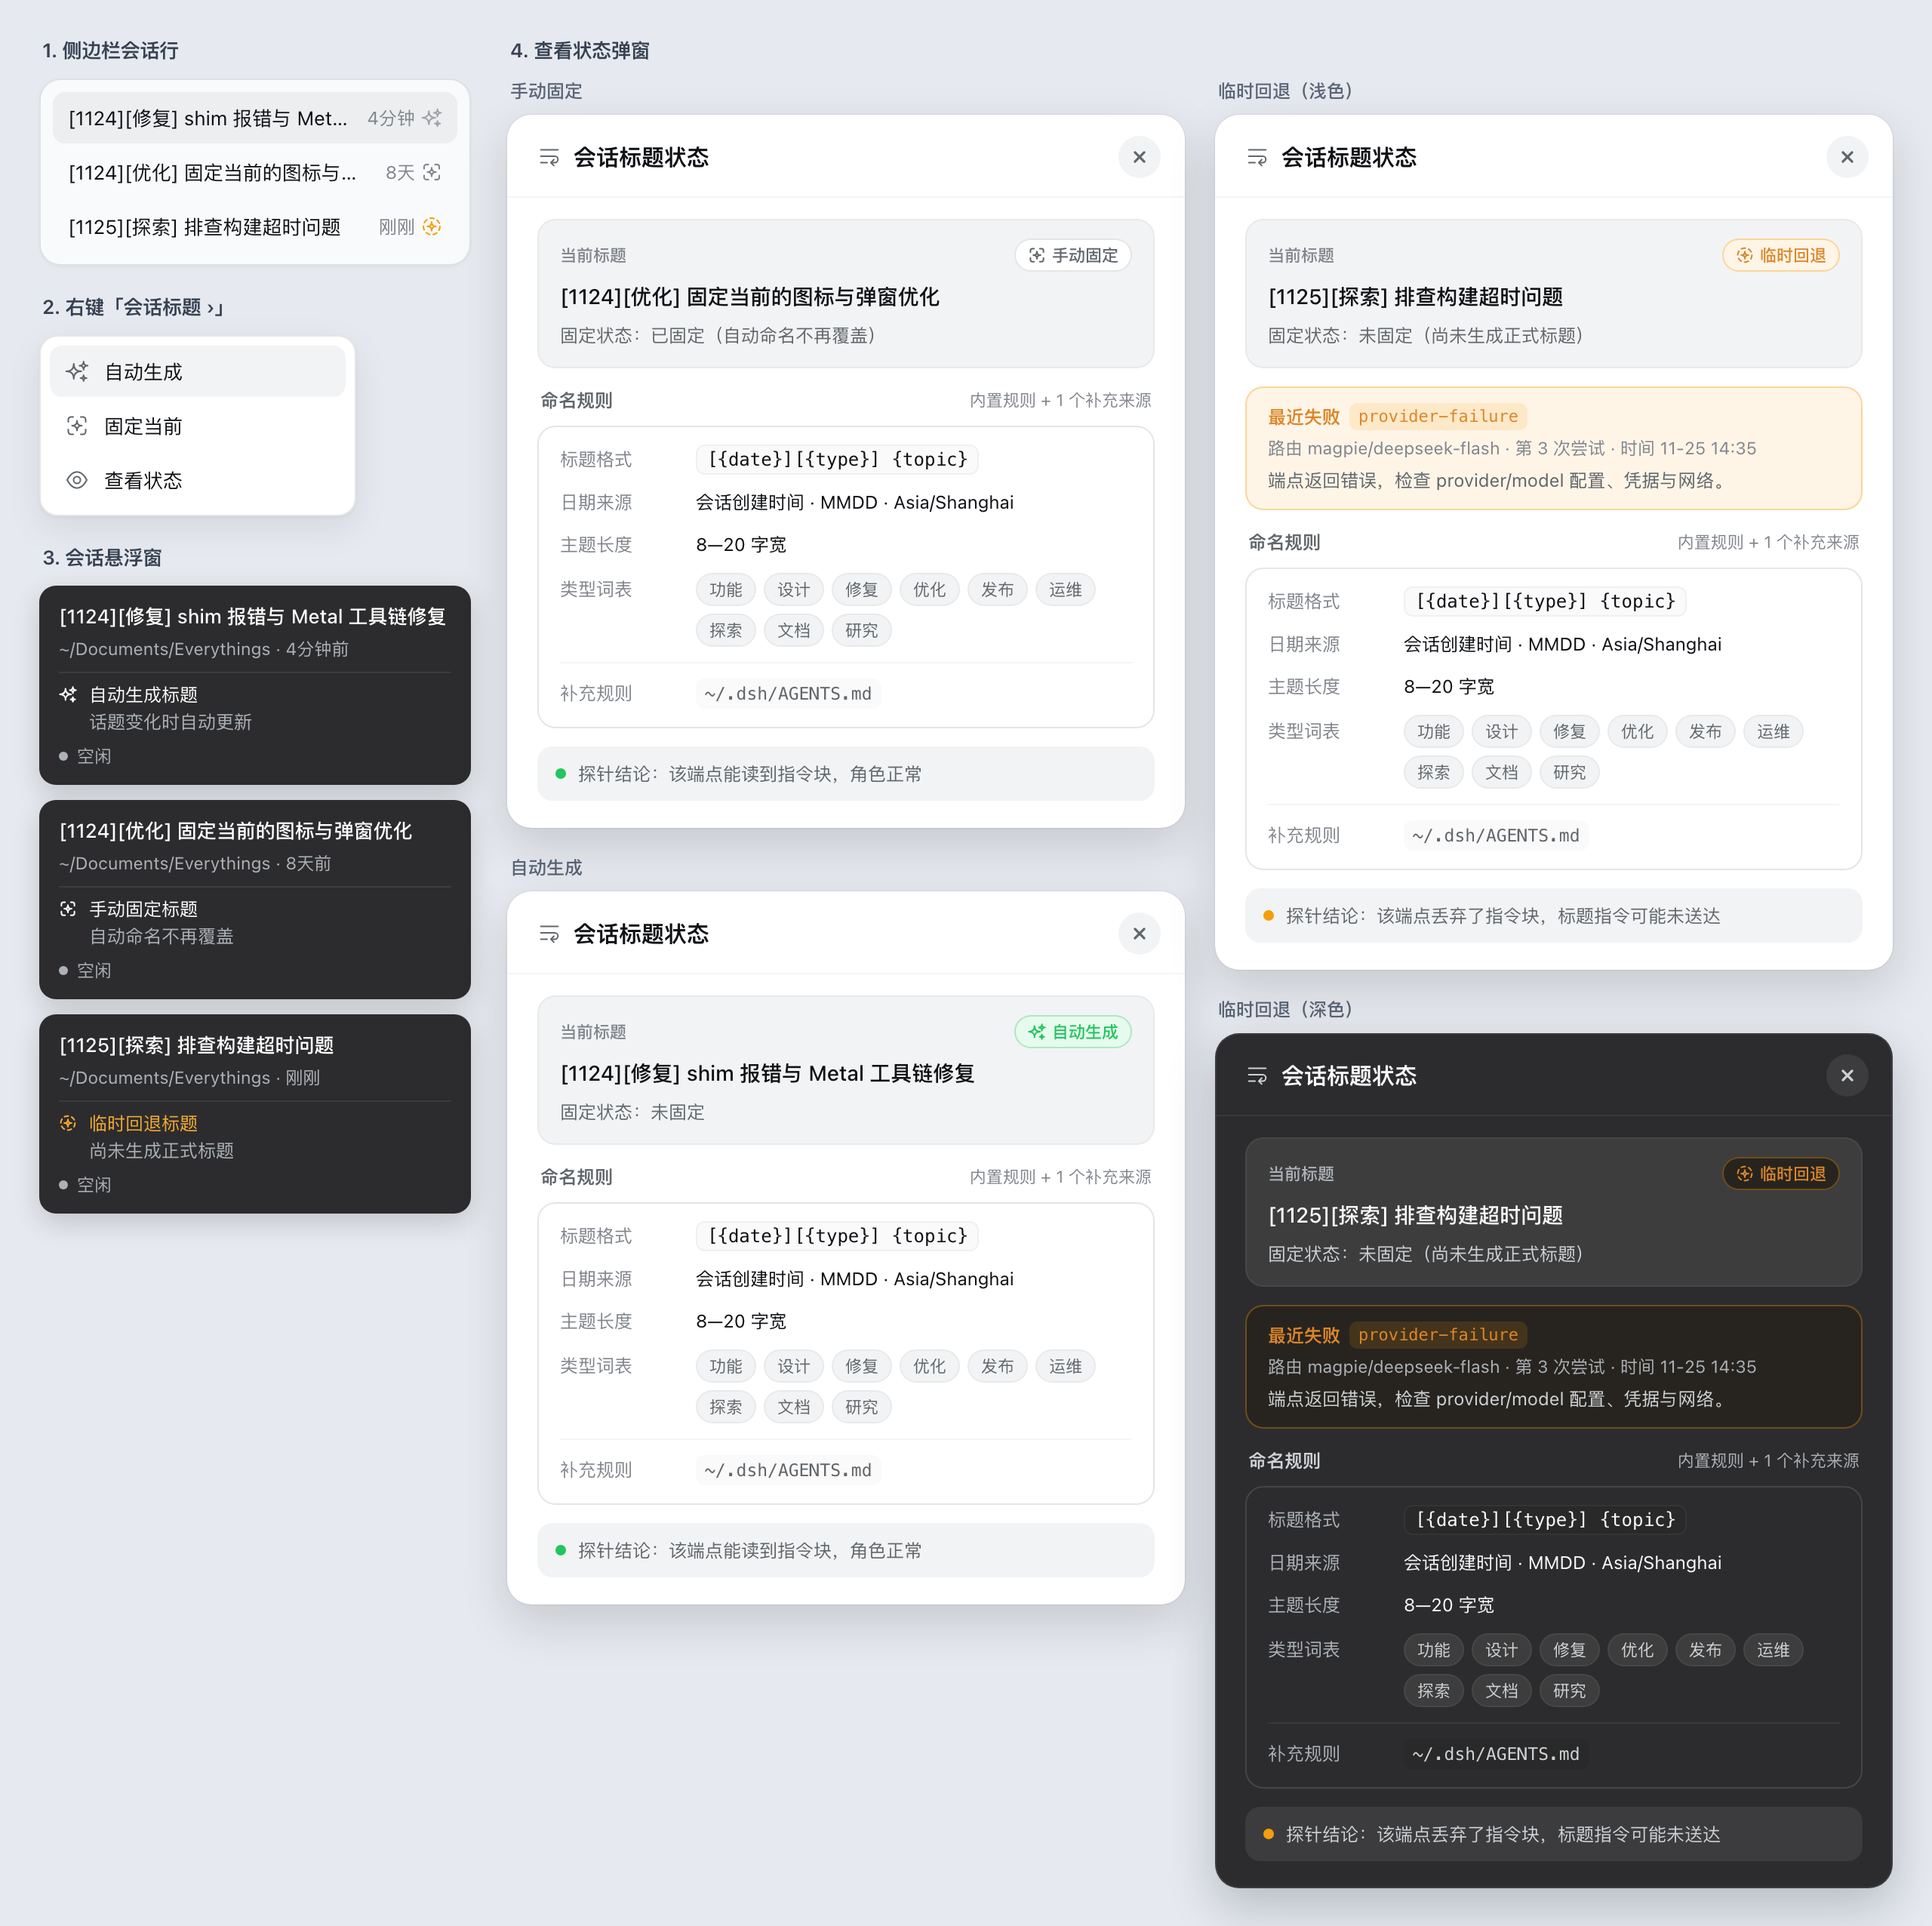 1. 侧边栏会话行
[1124][修复] shim 报错与 Met... 4分钟
[1124][优化] 固定当前的图标与... 8天
[1125][探索] 排查构建超时问题 刚刚
2. 右键「会话标题 ›」
自动生成
固定当前
查看状态
3. 会话悬浮窗
[1124][修复] shim 报错与 Metal 工具链修复
~/Documents/Everythings · 4分钟前
自动生成标题
话题变化时自动更新
空闲
[1124][优化] 固定当前的图标与弹窗优化
~/Documents/Everythings · 8天前
手动固定标题
自动命名不再覆盖
空闲
[1125][探索] 排查构建超时问题
~/Documents/Everythings · 刚刚
临时回退标题
尚未生成正式标题
空闲
4. 查看状态弹窗
手动固定
会话标题状态
当前标题 手动固定
[1124][优化] 固定当前的图标与弹窗优化
固定状态：已固定（自动命名不再覆盖）
命名规则 内置规则 + 1 个补充来源
标题格式 [{date}][{type}] {topic}
日期来源 会话创建时间 · MMDD · Asia/Shanghai
主题长度 8—20 字宽
类型词表 功能 设计 修复 优化 发布 运维
探索 文档 研究
补充规则 ~/.dsh/AGENTS.md
探针结论：该端点能读到指令块，角色正常
自动生成
会话标题状态
当前标题 自动生成
[1124][修复] shim 报错与 Metal 工具链修复
固定状态：未固定
命名规则 内置规则 + 1 个补充来源
标题格式 [{date}][{type}] {topic}
日期来源 会话创建时间 · MMDD · Asia/Shanghai
主题长度 8—20 字宽
类型词表 功能 设计 修复 优化 发布 运维
探索 文档 研究
补充规则 ~/.dsh/AGENTS.md
探针结论：该端点能读到指令块，角色正常
临时回退（浅色）
会话标题状态
当前标题 临时回退
[1125][探索] 排查构建超时问题
固定状态：未固定（尚未生成正式标题）
最近失败 provider-failure
路由 magpie/deepseek-flash · 第 3 次尝试 · 时间 11-25 14:35
端点返回错误，检查 provider/model 配置、凭据与网络。
命名规则 内置规则 + 1 个补充来源
标题格式 [{date}][{type}] {topic}
日期来源 会话创建时间 · MMDD · Asia/Shanghai
主题长度 8—20 字宽
类型词表 功能 设计 修复 优化 发布 运维
探索 文档 研究
补充规则 ~/.dsh/AGENTS.md
探针结论：该端点丢弃了指令块，标题指令可能未送达
临时回退（深色）
会话标题状态
当前标题 临时回退
[1125][探索] 排查构建超时问题
固定状态：未固定（尚未生成正式标题）
最近失败 provider-failure
路由 magpie/deepseek-flash · 第 3 次尝试 · 时间 11-25 14:35
端点返回错误，检查 provider/model 配置、凭据与网络。
命名规则 内置规则 + 1 个补充来源
标题格式 [{date}][{type}] {topic}
日期来源 会话创建时间 · MMDD · Asia/Shanghai
主题长度 8—20 字宽
类型词表 功能 设计 修复 优化 发布 运维
探索 文档 研究
补充规则 ~/.dsh/AGENTS.md
探针结论：该端点丢弃了指令块，标题指令可能未送达